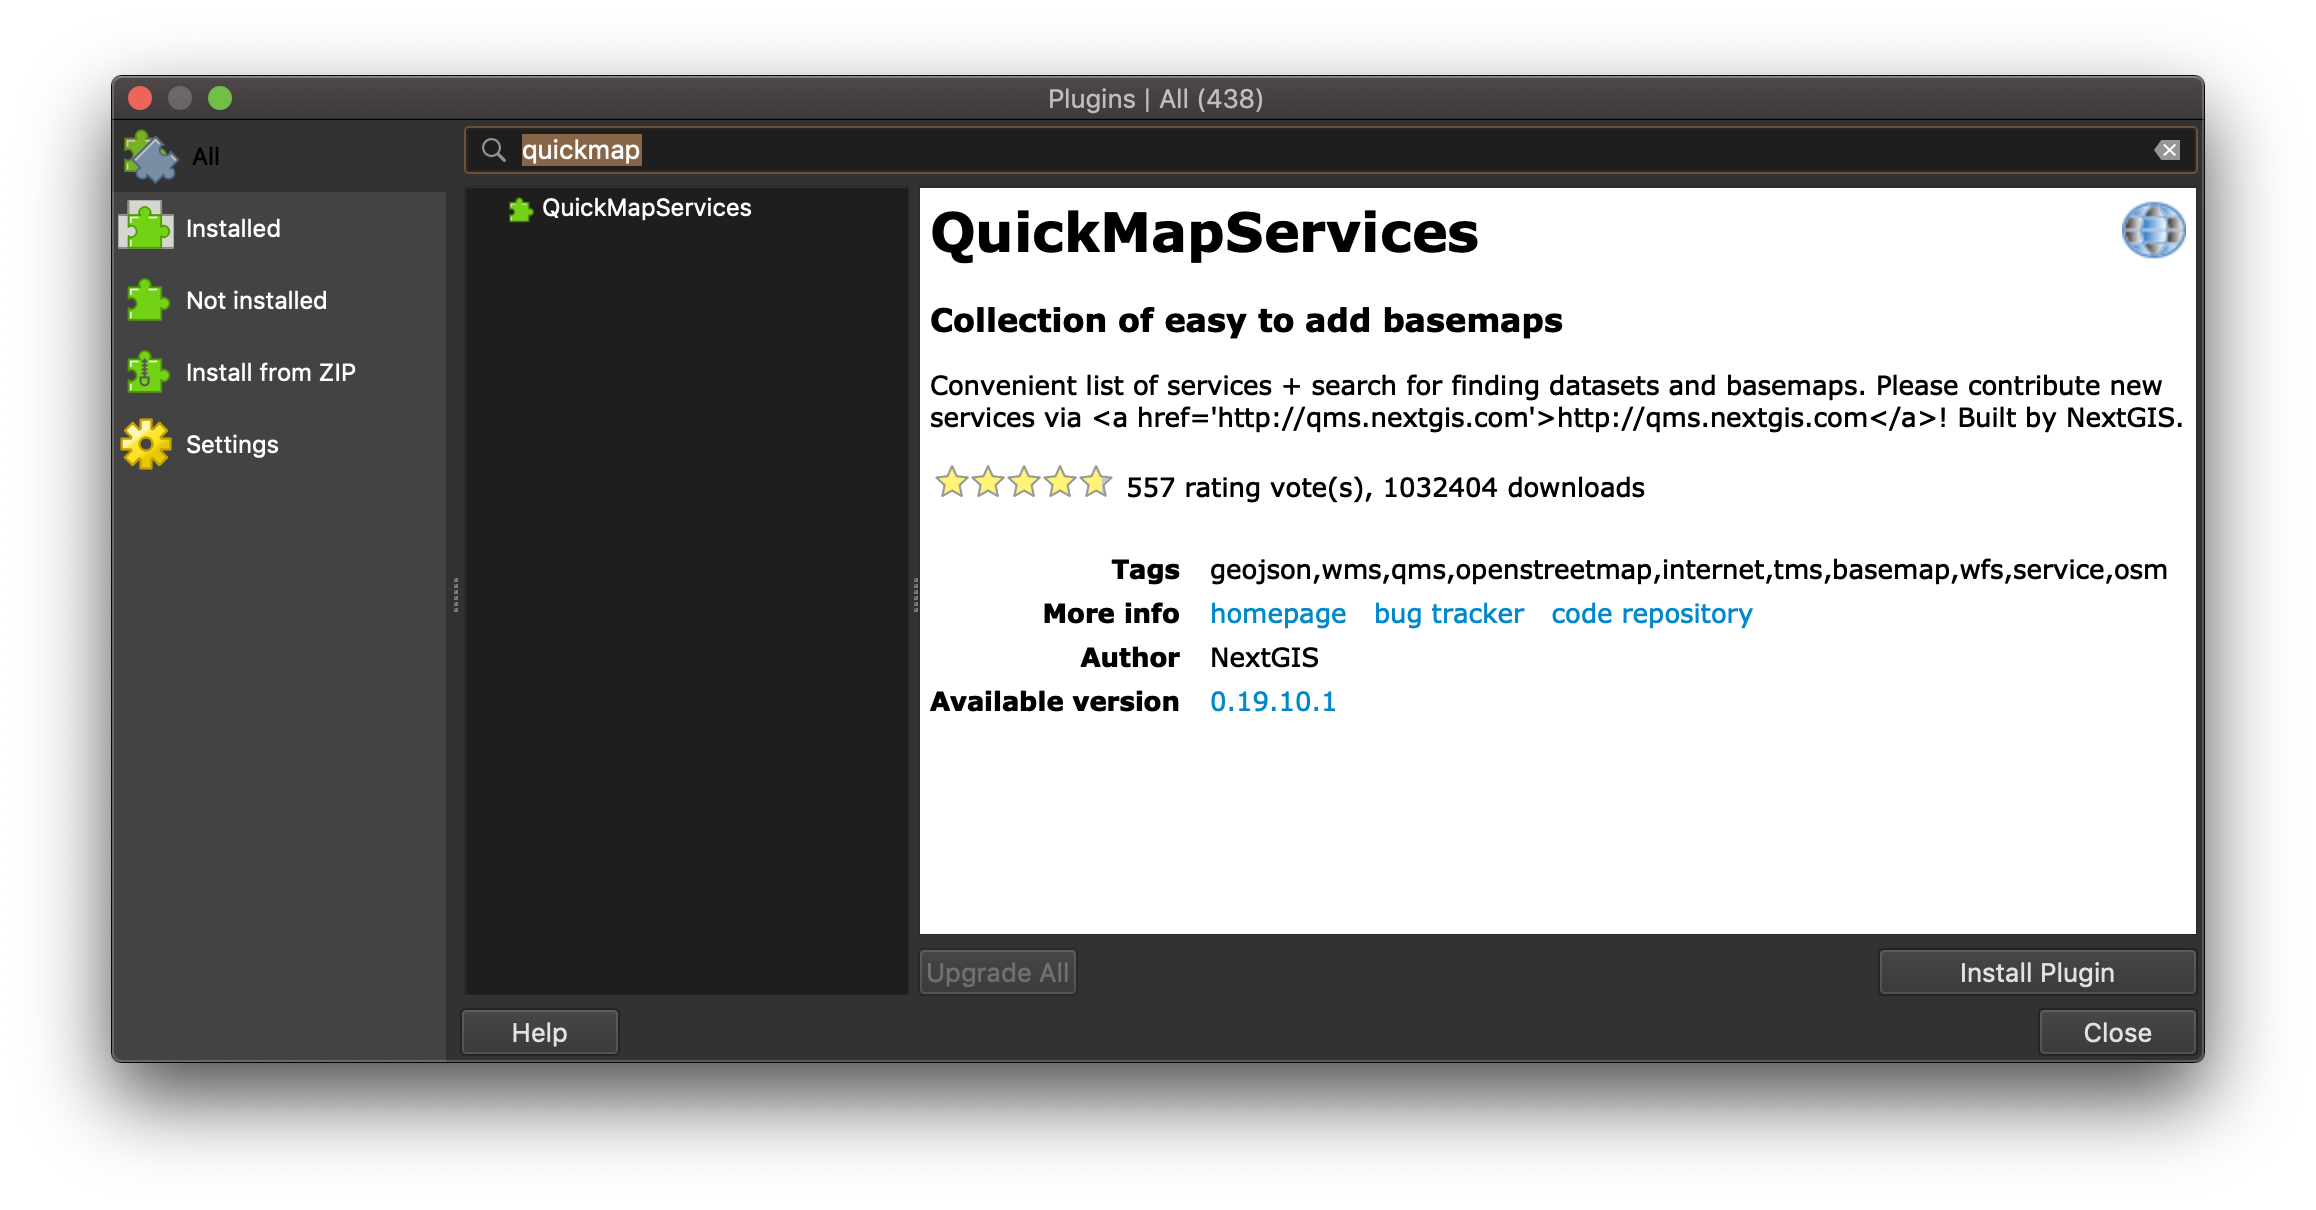 Plugins | All (438)
All
Installed
Not installed
Install from ZIP
Settings
quickmap
QuickMapServices
QuickMapServices
Collection of easy to add basemaps
Convenient list of services + search for finding datasets and basemaps. Please contribute new
services via <a href='http://qms.nextgis.com'>http://qms.nextgis.com</a>! Built by NextGIS.
557 rating vote(s), 1032404 downloads
Tags geojson,wms,qms,openstreetmap,internet,tms,basemap,wfs,service,osm
More info homepage bug tracker code repository
Author NextGIS
Available version 0.19.10.1
Upgrade All Install Plugin
Help Close